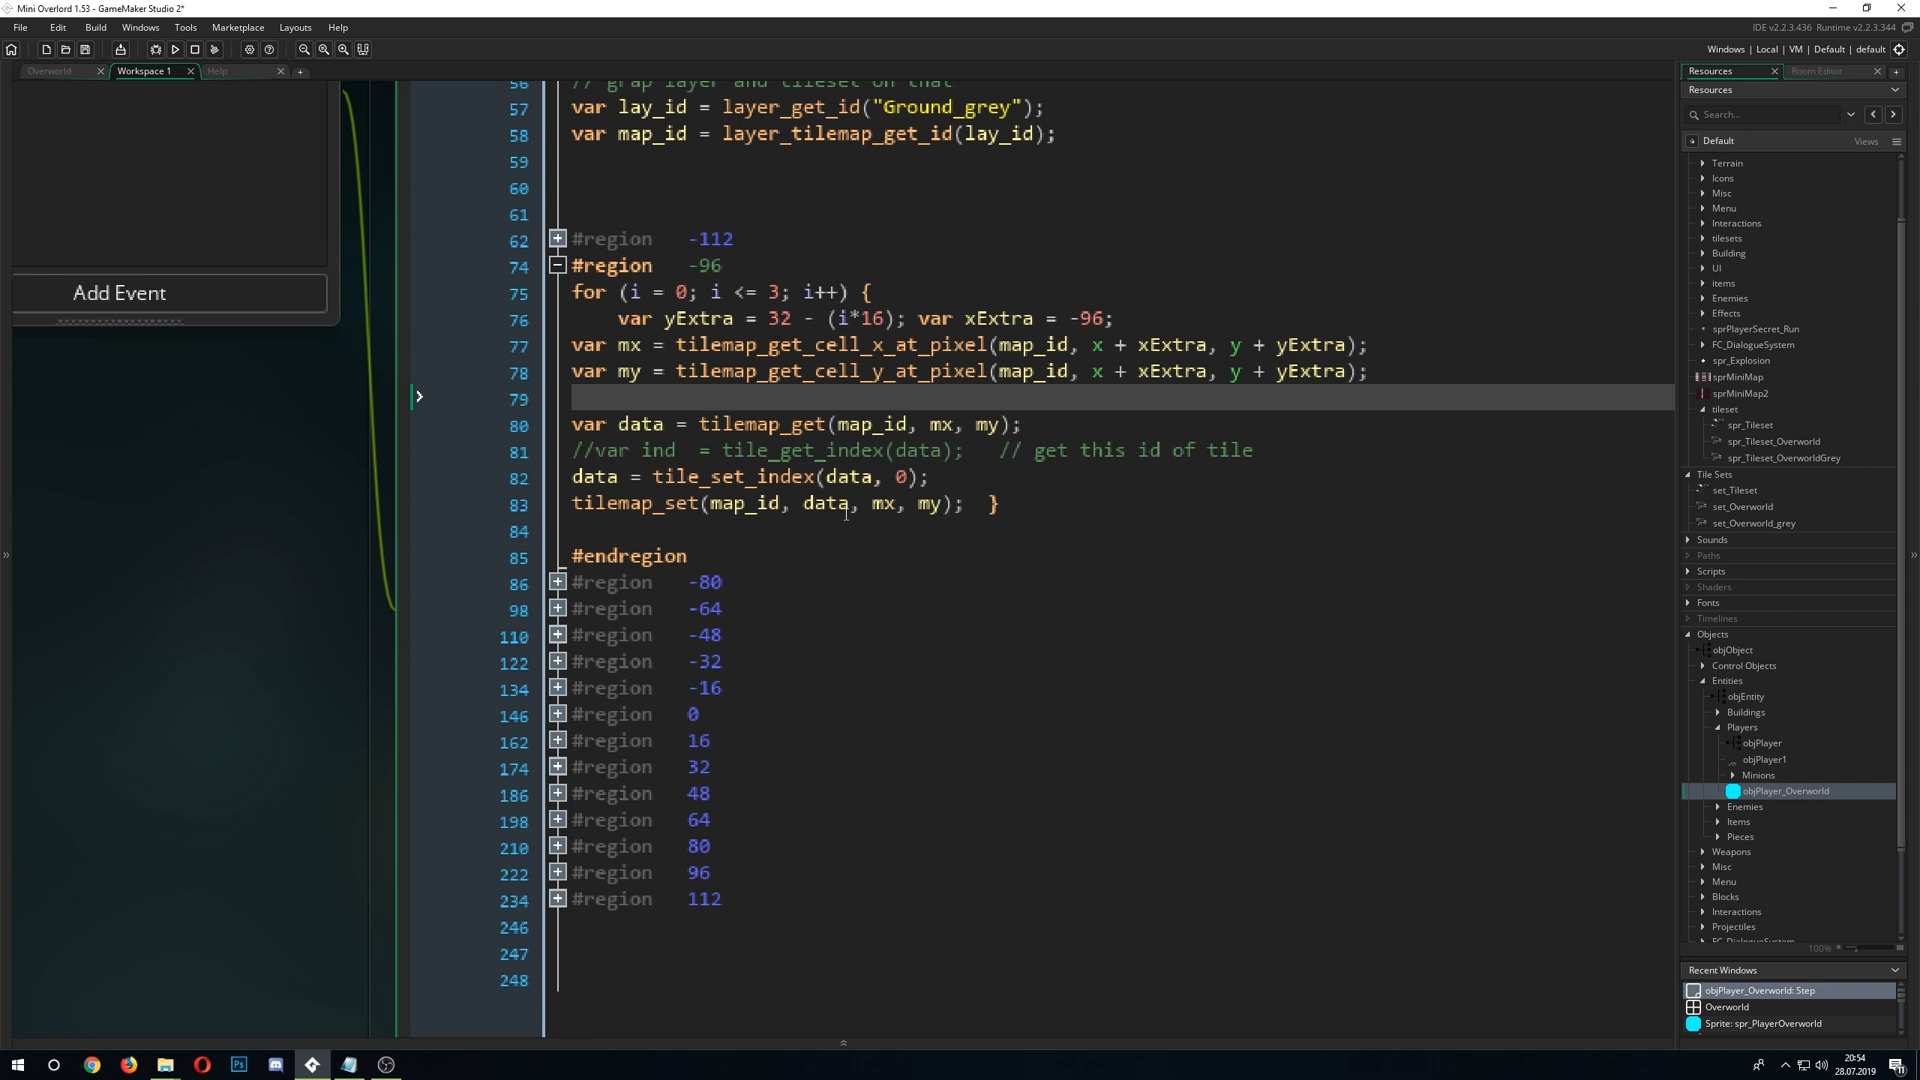 Mini Overlord 1.53 - GameMaker Studio 2*
File Edit Build Windows Tools Marketplace Layouts Help
IDE v2.2.3.436 Runtime v2.2.3.344
Windows | Local | VM | Default | default
Overworld Workspace 1 Help
Resources Room Editor
Resources
Search...
Default Views
Add Event
56 // grap layer and tileset on that
57 var lay_id = layer_get_id("Ground_grey");
58 var map_id = layer_tilemap_get_id(lay_id);
59
60
61
62 #region -112
74 #region -96
75 for (i = 0; i <= 3; i++) {
76 var yExtra = 32 - (i*16); var xExtra = -96;
77 var mx = tilemap_get_cell_x_at_pixel(map_id, x + xExtra, y + yExtra);
78 var my = tilemap_get_cell_y_at_pixel(map_id, x + xExtra, y + yExtra);
79
80 var data = tilemap_get(map_id, mx, my);
81 //var ind = tile_get_index(data); // get this id of tile
82 data = tile_set_index(data, 0);
83 tilemap_set(map_id, data, mx, my); }
84
85 #endregion
86 #region -80
98 #region -64
110 #region -48
122 #region -32
134 #region -16
146 #region 0
162 #region 16
174 #region 32
186 #region 48
198 #region 64
210 #region 80
222 #region 96
234 #region 112
246
247
248
Terrain
Icons
Misc
Menu
Interactions
tilesets
Building
UI
items
Enemies
Effects
sprPlayerSecret_Run
FC_DialogueSystem
spr_Explosion
sprMiniMap
sprMiniMap2
tileset
spr_Tileset
spr_Tileset_Overworld
spr_Tileset_OverworldGrey
Tile Sets
set_Tileset
set_Overworld
set_Overworld_grey
Sounds
Paths
Scripts
Shaders
Fonts
Timelines
Objects
objObject
Control Objects
Entities
objEntity
Buildings
Players
objPlayer
objPlayer1
Minions
objPlayer_Overworld
Enemies
Items
Pieces
Weapons
Misc
Menu
Blocks
Interactions
Projectiles
FC_DialogueSystem
100%
Recent Windows
objPlayer_Overworld: Step
Overworld
Sprite: spr_PlayerOverworld
20:54
28.07.2019